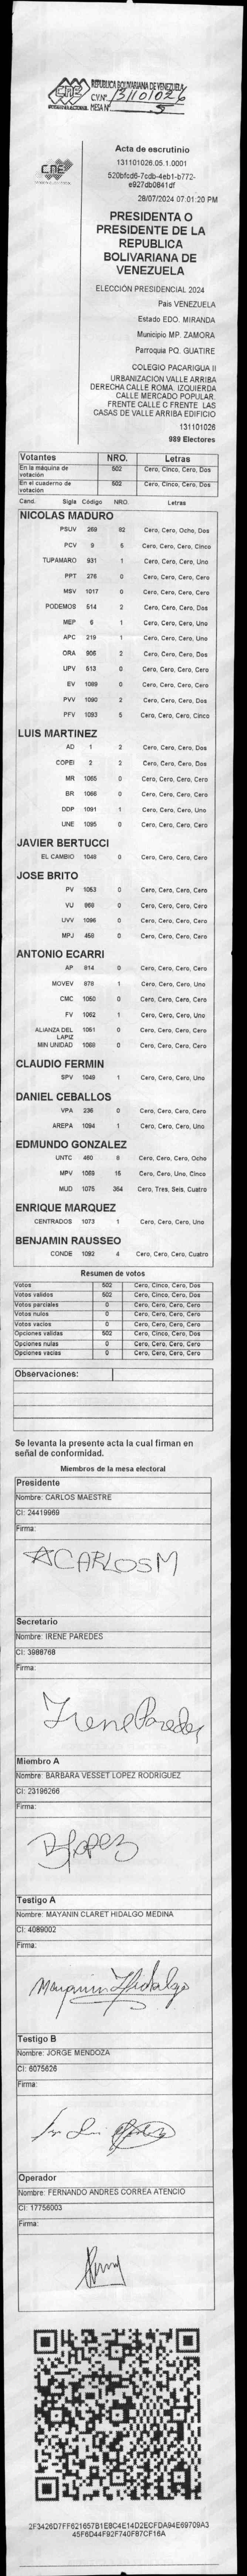 REPUBLICA BOLIVARIANA DE VENEZUELA
CNE
CV.Nº 131101026
MESA Nº 5
Acta de escrutinio
131101026.05.1.0001
520bfcd6-7cdb-4eb1-b772-
e927db0841df
28/07/2024 07:01:20 PM
PRESIDENTA O
PRESIDENTE DE LA
REPUBLICA
BOLIVARIANA DE
VENEZUELA
ELECCIÓN PRESIDENCIAL 2024
Pais VENEZUELA
Estado EDO. MIRANDA
Municipio MP. ZAMORA
Parroquia PQ. GUATIRE
COLEGIO PACARIGUA II
URBANIZACION VALLE ARRIBA
DERECHA CALLE ROMA. IZQUIERDA
CALLE MERCADO POPULAR.
FRENTE CALLE C FRENTE LAS
CASAS DE VALLE ARRIBA EDIFICIO
131101026
989 Electores
Votantes NRO. Letras
En la máquina de votación 502 Cero, Cinco, Cero, Dos
En el cuaderno de votación 502 Cero, Cinco, Cero, Dos
Cand. Sigla Código NRO. Letras
NICOLAS MADURO
PSUV 269 82 Cero, Cero, Ocho, Dos
PCV 9 5 Cero, Cero, Cero, Cinco
TUPAMARO 931 1 Cero, Cero, Cero, Uno
PPT 276 0 Cero, Cero, Cero, Cero
MSV 1017 0 Cero, Cero, Cero, Cero
PODEMOS 514 2 Cero, Cero, Cero, Dos
MEP 6 1 Cero, Cero, Cero, Uno
APC 219 1 Cero, Cero, Cero, Uno
ORA 906 2 Cero, Cero, Cero, Dos
UPV 513 0 Cero, Cero, Cero, Cero
EV 1089 0 Cero, Cero, Cero, Cero
PVV 1090 2 Cero, Cero, Cero, Dos
PFV 1093 5 Cero, Cero, Cero, Cinco
LUIS MARTINEZ
AD 1 2 Cero, Cero, Cero, Dos
COPEI 2 2 Cero, Cero, Cero, Dos
MR 1065 0 Cero, Cero, Cero, Cero
BR 1066 0 Cero, Cero, Cero, Cero
DDP 1091 1 Cero, Cero, Cero, Uno
UNE 1095 0 Cero, Cero, Cero, Cero
JAVIER BERTUCCI
EL CAMBIO 1048 0 Cero, Cero, Cero, Cero
JOSE BRITO
PV 1053 0 Cero, Cero, Cero, Cero
VU 868 0 Cero, Cero, Cero, Cero
UVV 1096 0 Cero, Cero, Cero, Cero
MPJ 458 0 Cero, Cero, Cero, Cero
ANTONIO ECARRI
AP 814 0 Cero, Cero, Cero, Cero
MOVEV 878 1 Cero, Cero, Cero, Uno
CMC 1050 0 Cero, Cero, Cero, Cero
FV 1062 1 Cero, Cero, Cero, Uno
ALIANZA DEL LAPIZ 1061 0 Cero, Cero, Cero, Cero
MIN UNIDAD 1068 0 Cero, Cero, Cero, Cero
CLAUDIO FERMIN
SPV 1049 1 Cero, Cero, Cero, Uno
DANIEL CEBALLOS
VPA 236 0 Cero, Cero, Cero, Cero
AREPA 1094 1 Cero, Cero, Cero, Uno
EDMUNDO GONZALEZ
UNTC 460 8 Cero, Cero, Cero, Ocho
MPV 1059 15 Cero, Cero, Uno, Cinco
MUD 1075 364 Cero, Tres, Seis, Cuatro
ENRIQUE MARQUEZ
CENTRADOS 1073 1 Cero, Cero, Cero, Uno
BENJAMIN RAUSSEO
CONDE 1092 4 Cero, Cero, Cero, Cuatro
Resumen de votos
Votos 502 Cero, Cinco, Cero, Dos
Votos validos 502 Cero, Cinco, Cero, Dos
Votos parciales 0 Cero, Cero, Cero, Cero
Votos nulos 0 Cero, Cero, Cero, Cero
Votos vacios 0 Cero, Cero, Cero, Cero
Opciones validas 502 Cero, Cinco, Cero, Dos
Opciones nulas 0 Cero, Cero, Cero, Cero
Opciones vacias 0 Cero, Cero, Cero, Cero
Observaciones:
Se levanta la presente acta la cual firman en
señal de conformidad.
Miembros de la mesa electoral
Presidente
Nombre: CARLOS MAESTRE
CI: 24419969
Firma:
CARLOSM
Secretario
Nombre: IRENE PAREDES
CI: 3988768
Firma:
Irene Paredes
Miembro A
Nombre: BARBARA VESSET LOPEZ RODRIGUEZ
CI: 23196266
Firma:
BLopez
Testigo A
Nombre: MAYANIN CLARET HIDALGO MEDINA
CI: 4089002
Firma:
Mayanin Hidalgo
Testigo B
Nombre: JORGE MENDOZA
CI: 6075626
Firma:
Operador
Nombre: FERNANDO ANDRES CORREA ATENCIO
CI: 17756003
Firma:
2F3426D7FF621657B1E8C4E14D2ECFDA94E69709A3
45F6D44F92F740F87CF16A